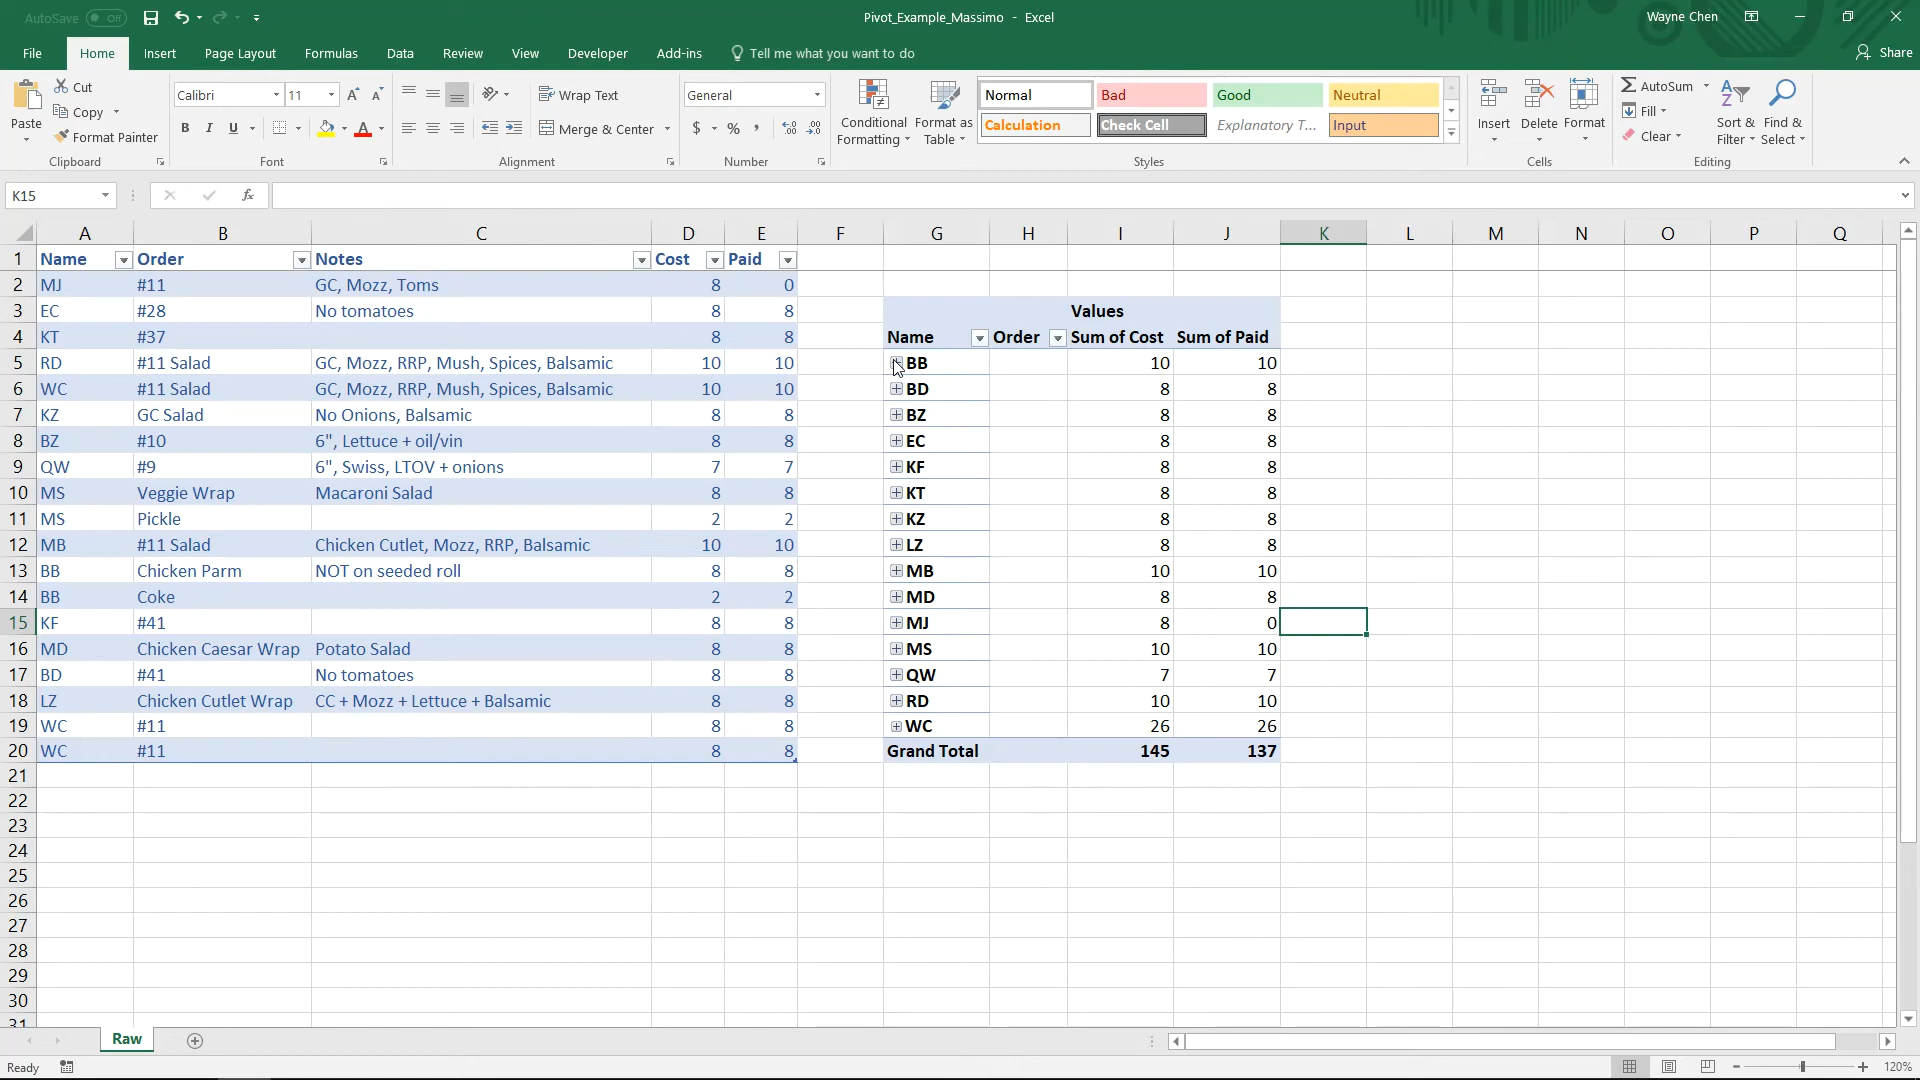 AutoSave Off Pivot_Example_Massimo - Excel Wayne Chen
File Home Insert Page Layout Formulas Data Review View Developer Add-ins Tell me what you want to do Share
Paste Cut Copy Format Painter
Clipboard
Calibri 11
B I U A
Font
Wrap Text
Merge & Center
Alignment
General
$ % ,
Number
Conditional Formatting Format as Table
Normal Bad Good Neutral
Calculation Check Cell Explanatory T... Input
Styles
Insert Delete Format
Cells
AutoSum Fill Clear
Sort & Filter Find & Select
Editing
K15 fx
A B C D E F G H I J K L M N O P Q
1 Name Order Notes Cost Paid
2 MJ #11 GC, Mozz, Toms 8 0
3 EC #28 No tomatoes 8 8 Values
4 KT #37 8 8 Name Order Sum of Cost Sum of Paid
5 RD #11 Salad GC, Mozz, RRP, Mush, Spices, Balsamic 10 10 BB 10 10
6 WC #11 Salad GC, Mozz, RRP, Mush, Spices, Balsamic 10 10 BD 8 8
7 KZ GC Salad No Onions, Balsamic 8 8 BZ 8 8
8 BZ #10 6", Lettuce + oil/vin 8 8 EC 8 8
9 QW #9 6", Swiss, LTOV + onions 7 7 KF 8 8
10 MS Veggie Wrap Macaroni Salad 8 8 KT 8 8
11 MS Pickle 2 2 KZ 8 8
12 MB #11 Salad Chicken Cutlet, Mozz, RRP, Balsamic 10 10 LZ 8 8
13 BB Chicken Parm NOT on seeded roll 8 8 MB 10 10
14 BB Coke 2 2 MD 8 8
15 KF #41 8 8 MJ 8 0
16 MD Chicken Caesar Wrap Potato Salad 8 8 MS 10 10
17 BD #41 No tomatoes 8 8 QW 7 7
18 LZ Chicken Cutlet Wrap CC + Mozz + Lettuce + Balsamic 8 8 RD 10 10
19 WC #11 8 8 WC 26 26
20 WC #11 8 8 Grand Total 145 137
21
22
23
24
25
26
27
28
29
30
31
Raw
Ready 120%